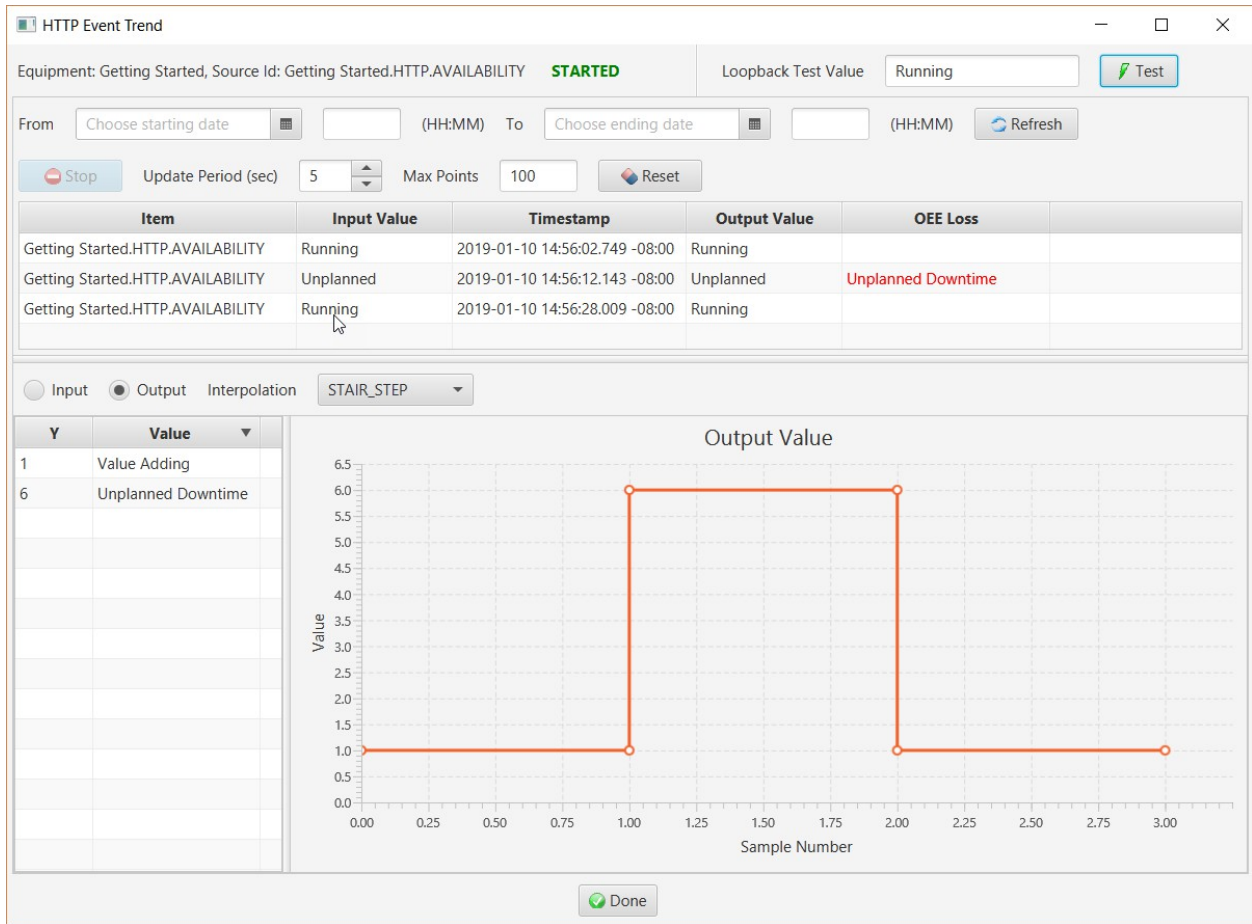 HTTP Event Trend
Equipment: Getting Started, Source Id: Getting Started.HTTP.AVAILABILITY STARTED Loopback Test Value Running Test
From Choose starting date (HH:MM) To Choose ending date (HH:MM) Refresh
Stop Update Period (sec) 5 Max Points 100 Reset
Item Input Value Timestamp Output Value OEE Loss
Getting Started.HTTP.AVAILABILITY Running 2019-01-10 14:56:02.749 -08:00 Running
Getting Started.HTTP.AVAILABILITY Unplanned 2019-01-10 14:56:12.143 -08:00 Unplanned Unplanned Downtime
Getting Started.HTTP.AVAILABILITY Running 2019-01-10 14:56:28.009 -08:00 Running
Input Output Interpolation STAIR_STEP
Y Value
1 Value Adding
6 Unplanned Downtime
Output Value
6.5
6.0
5.5
5.0
4.5
4.0
3.5
3.0
2.5
2.0
1.5
1.0
0.5
0.0
Value
0.00 0.25 0.50 0.75 1.00 1.25 1.50 1.75 2.00 2.25 2.50 2.75 3.00
Sample Number
Done